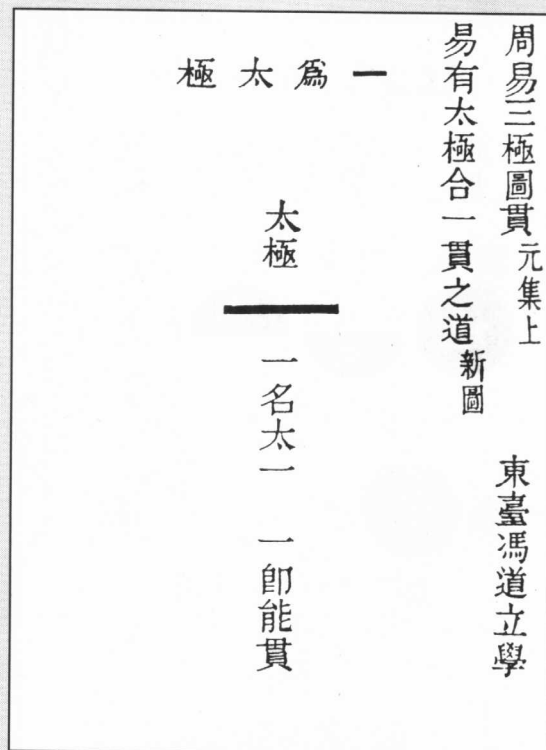 周易三極圖貫 元集上
東臺馮道立學
易有太極合一貫之道 新圖
一爲太極
太極
一名太一 一卽能貫